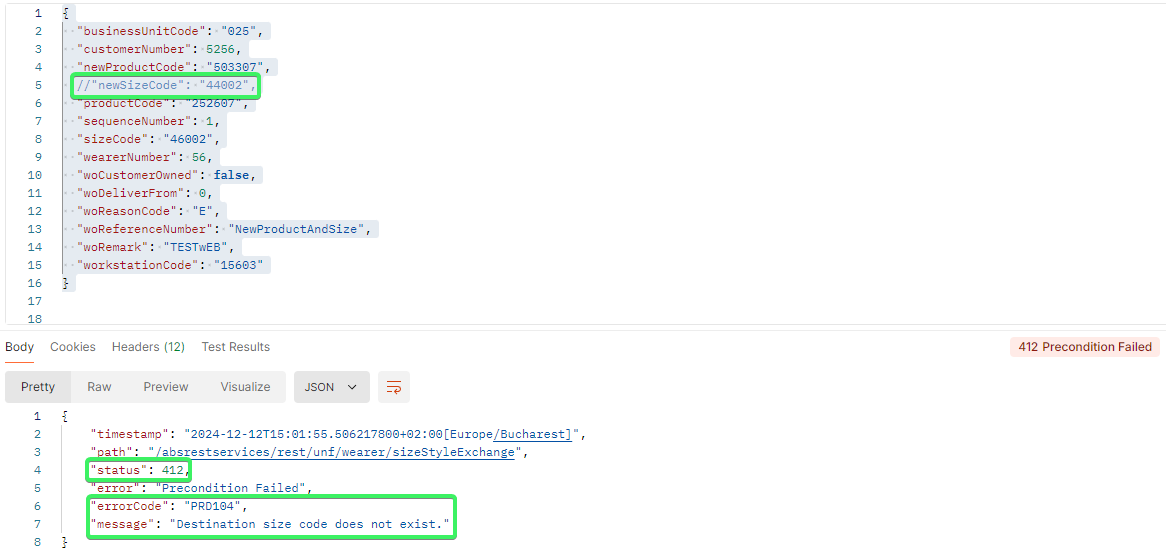 1 {
2 "businessUnitCode": "025",
3 "customerNumber": 5256,
4 "newProductCode": "503307",
5 //"newSizeCode": "44002",
6 "productCode": "252607",
7 "sequenceNumber": 1,
8 "sizeCode": "46002",
9 "wearerNumber": 56,
10 "woCustomerOwned": false,
11 "woDeliverFrom": 0,
12 "woReasonCode": "E",
13 "woReferenceNumber": "NewProductAndSize",
14 "woRemark": "TESTwEB",
15 "workstationCode": "15603"
16 }
17
18
Body Cookies Headers (12) Test Results 412 Precondition Failed
Pretty Raw Preview Visualize JSON
1 {
2 "timestamp": "2024-12-12T15:01:55.506217800+02:00[Europe/Bucharest]",
3 "path": "/absrestservices/rest/unf/wearer/sizeStyleExchange",
4 "status": 412,
5 "error": "Precondition Failed",
6 "errorCode": "PRD104",
7 "message": "Destination size code does not exist."
8 }